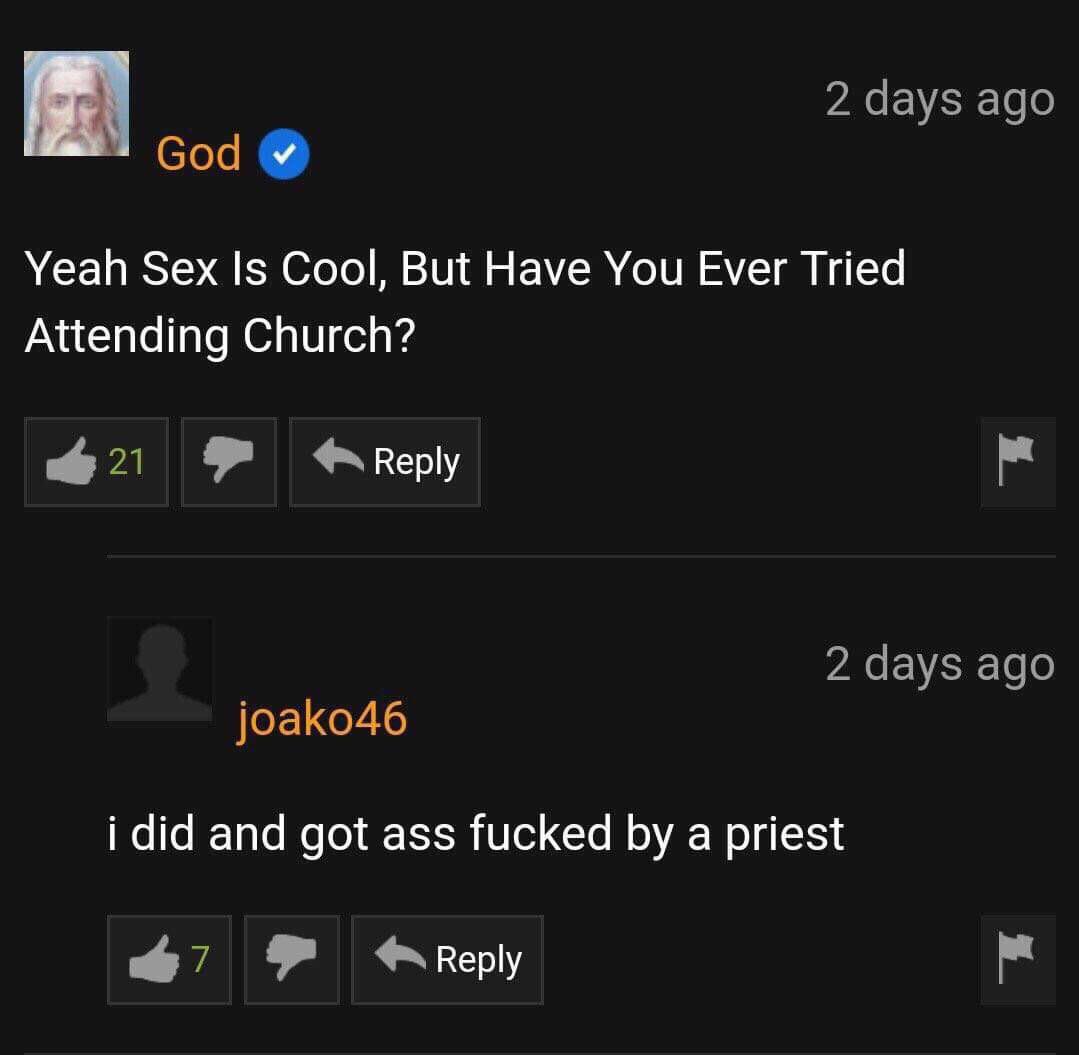 2 days ago
God
Yeah Sex Is Cool, But Have You Ever Tried
Attending Church?
21 Reply
2 days ago
joako46
i did and got ass fucked by a priest
7 Reply